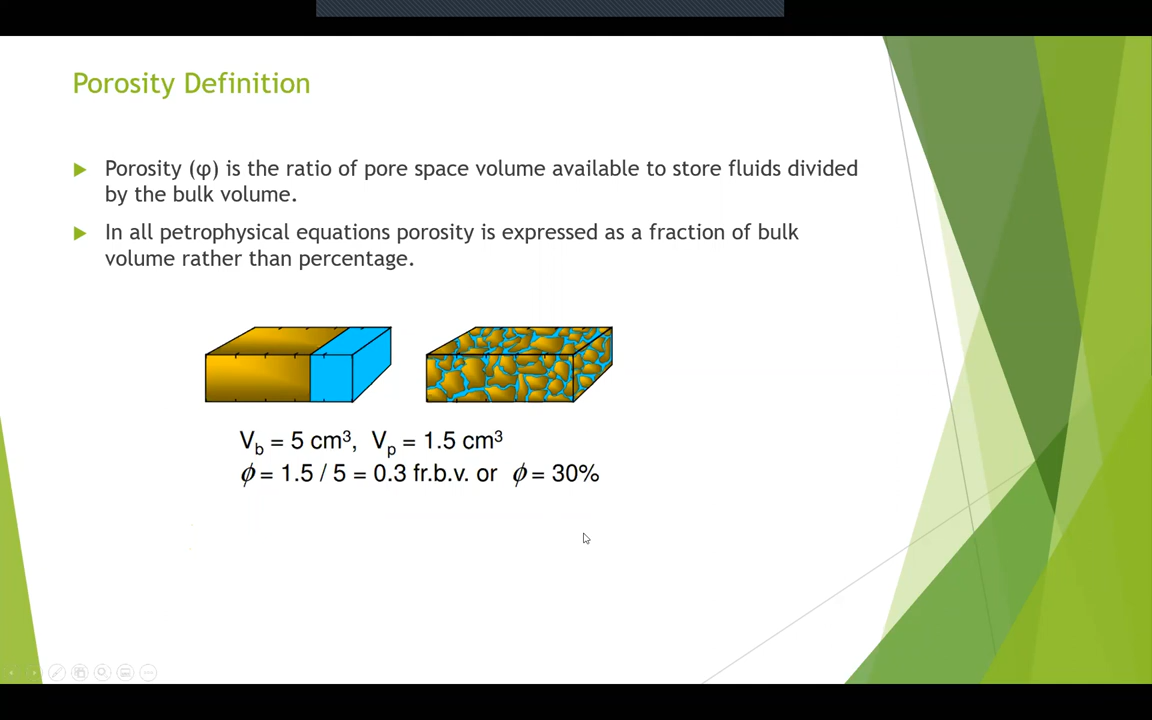 Porosity Definition
Porosity (φ) is the ratio of pore space volume available to store fluids divided
by the bulk volume.
In all petrophysical equations porosity is expressed as a fraction of bulk
volume rather than percentage.
V_b = 5 cm³, V_p = 1.5 cm³
ϕ = 1.5 / 5 = 0.3 fr.b.v. or ϕ = 30%